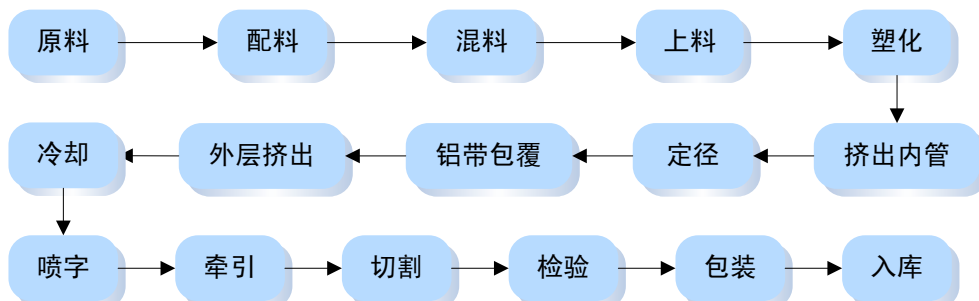 原料 配料 混料 上料 塑化
冷却 外层挤出 铝带包覆 定径 挤出内管
喷字 牵引 切割 检验 包装 入库